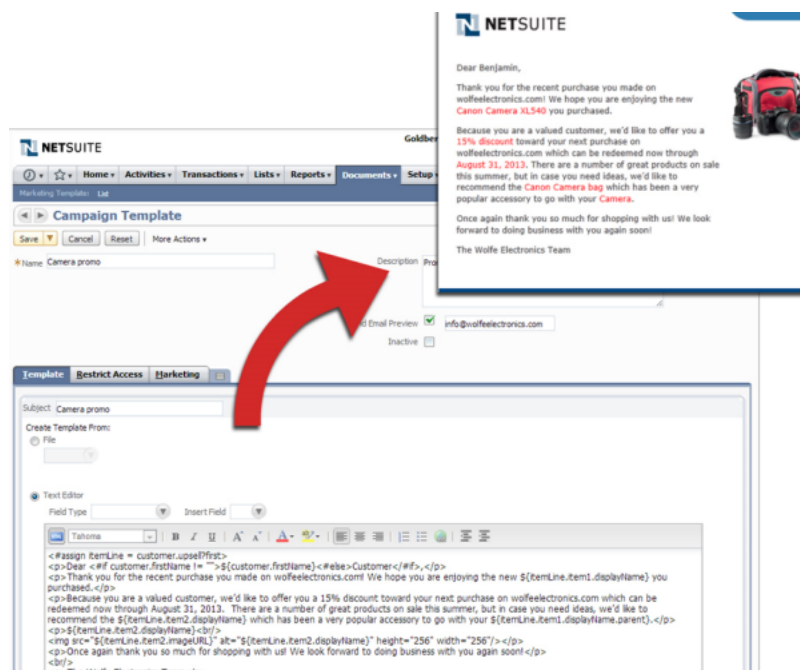 NETSUITE
Dear Benjamin,
Thank you for the recent purchase you made on
wolfeelectronics.com! We hope you are enjoying the new
Canon Camera XL540 you purchased.
Because you are a valued customer, we'd like to offer you a
15% discount toward your next purchase on
wolfeelectronics.com which can be redeemed now through
August 31, 2013. There are a number of great products on sale
this summer, but in case you need ideas, we'd like to
recommend the Canon Camera bag which has been a very
popular accessory to go with your Camera.
Once again thank you so much for shopping with us! We look
forward to doing business with you again soon!
The Wolfe Electronics Team
NETSUITE
Home Activities Transactions Lists Reports Documents Setup
Marketing Template: List
Campaign Template
Save Cancel Reset More Actions
*Name Camera promo
Description
Email Preview info@wolfeelectronics.com
Inactive
Template Restrict Access Marketing
Subject Camera promo
Create Template From:
File
Text Editor
Field Type Insert Field
Tahoma B I U A A A
<#assign itemLine = customer.upsell?first>
<p>Dear <#if customer.firstName != "">${customer.firstName}<#else>Customer</#if>,</p>
<p>Thank you for the recent purchase you made on wolfeelectronics.com! We hope you are enjoying the new ${itemLine.item1.displayName} you
purchased.</p>
<p>Because you are a valued customer, we'd like to offer you a 15% discount toward your next purchase on wolfeelectronics.com which can be
redeemed now through August 31, 2013. There are a number of great products on sale this summer, but in case you need ideas, we'd like to
recommend the ${itemLine.item2.displayName} which has been a very popular accessory to go with your ${itemLine.item1.displayName.parent}.</p>
<p>${itemLine.item2.displayName}<br/>
<img src="${itemLine.item2.imageURL}" alt="${itemLine.item2.displayName}" height="256" width="256"/></p>
<p>Once again thank you so much for shopping with us! We look forward to doing business with you again soon!</p>
<br/>